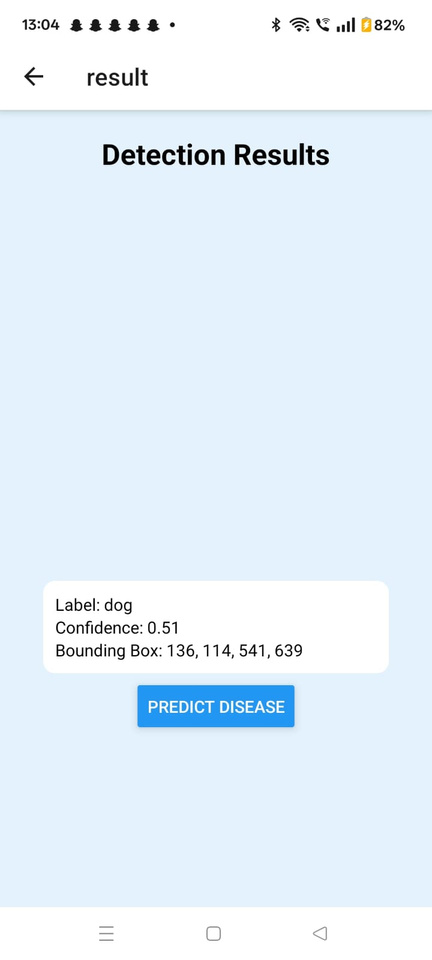 13:04 82%
result
Detection Results
Label: dog
Confidence: 0.51
Bounding Box: 136, 114, 541, 639
PREDICT DISEASE